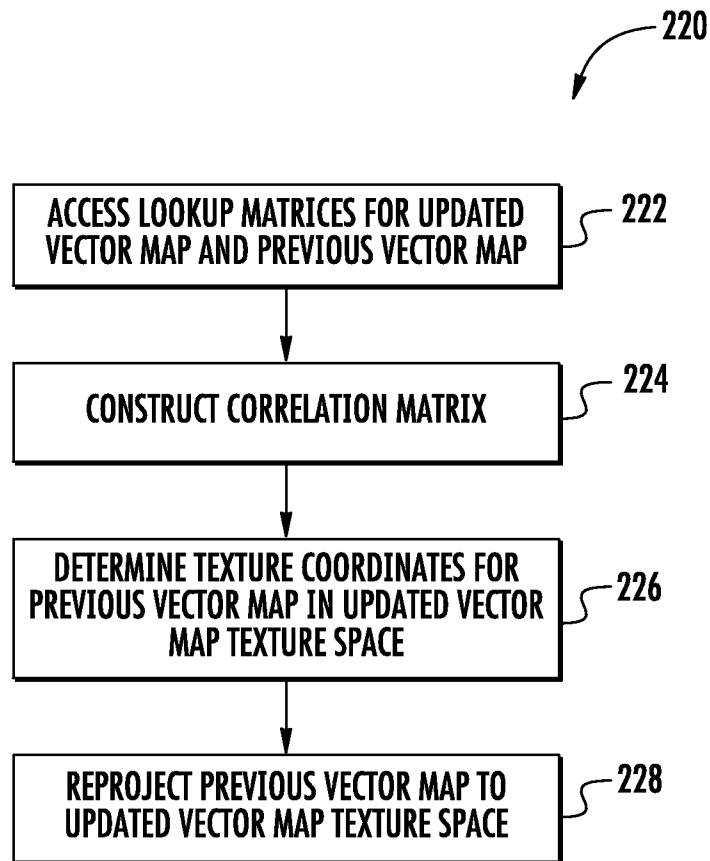 220
ACCESS LOOKUP MATRICES FOR UPDATED
VECTOR MAP AND PREVIOUS VECTOR MAP
222
CONSTRUCT CORRELATION MATRIX
224
DETERMINE TEXTURE COORDINATES FOR
PREVIOUS VECTOR MAP IN UPDATED VECTOR
MAP TEXTURE SPACE
226
REPROJECT PREVIOUS VECTOR MAP TO
UPDATED VECTOR MAP TEXTURE SPACE
228